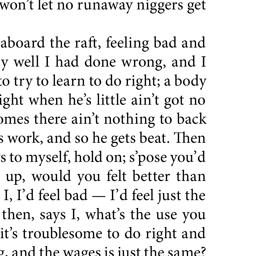 won't let no runaway niggers get
aboard the raft, feeling bad and
y well I had done wrong, and I
to try to learn to do right; a body
ight when he's little ain't got no
omes there ain't nothing to back
s work, and so he gets beat. Then
s to myself, hold on; s'pose you'd
up, would you felt better than
I, I'd feel bad — I'd feel just the
then, says I, what's the use you
it's troublesome to do right and
g, and the wages is just the same?